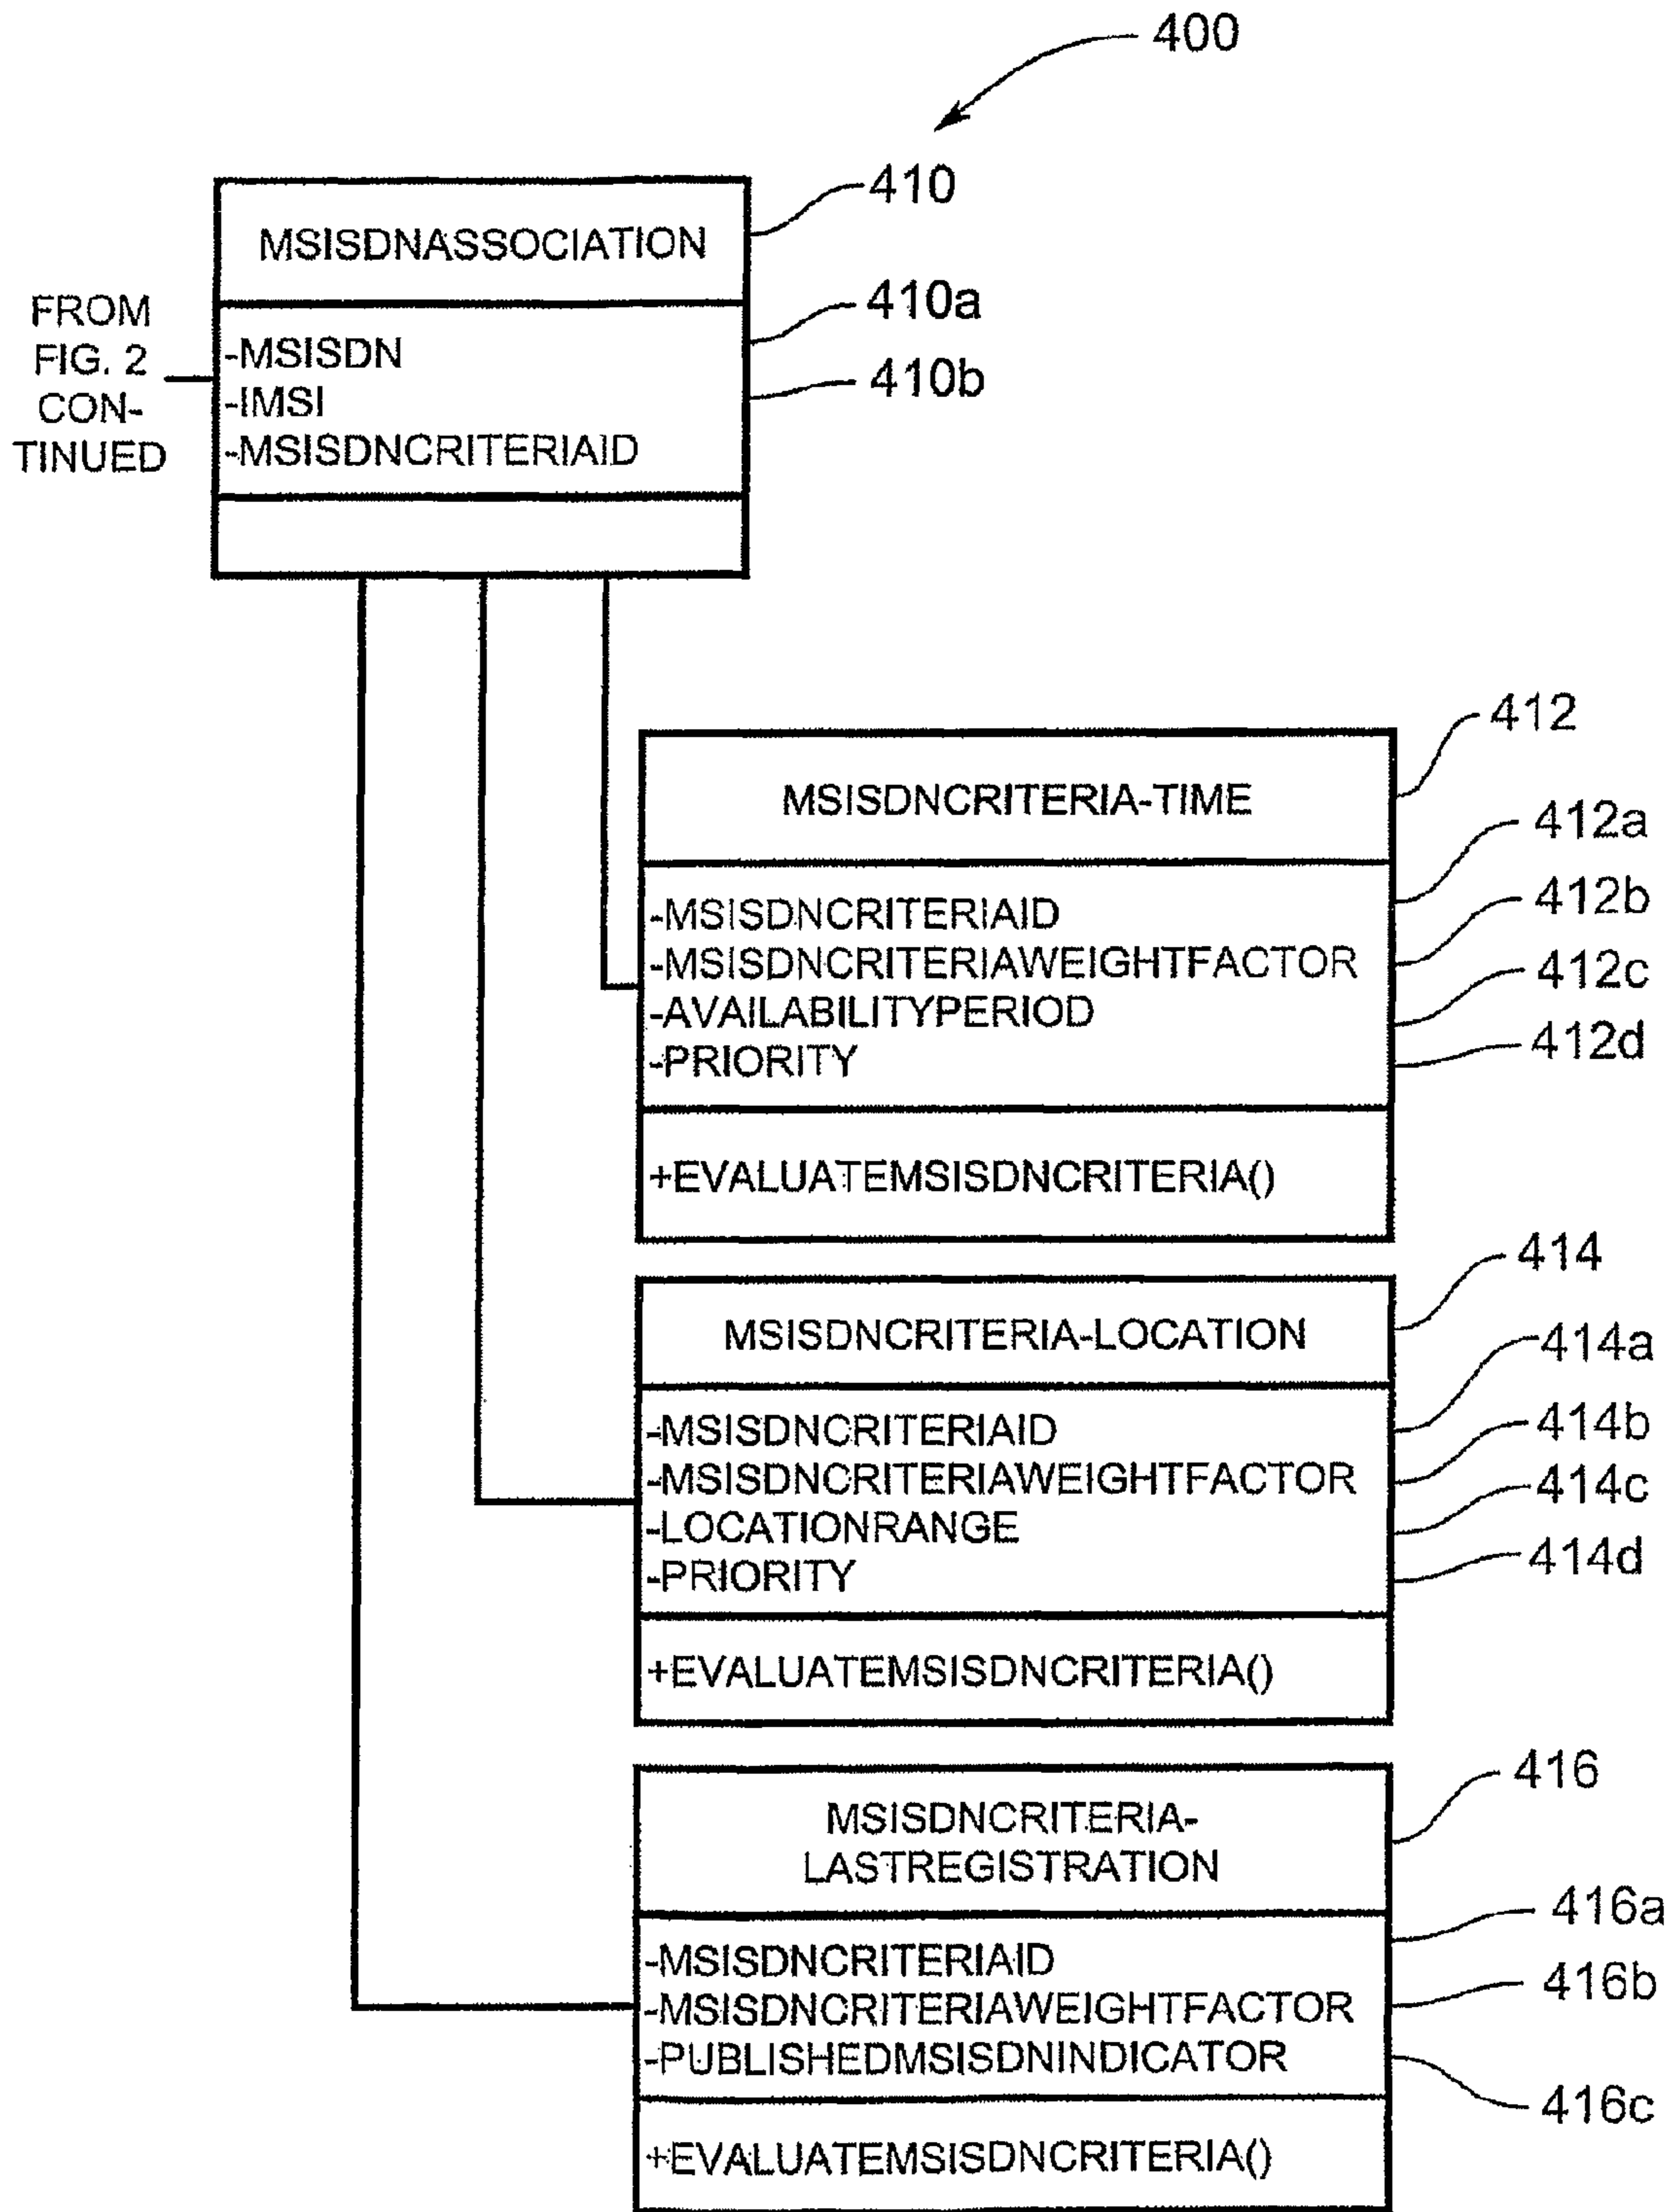 400
410
MSISDNASSOCIATION
410a
FROM
FIG. 2
CON-
TINUED
-MSISDN
-IMSI
-MSISDNCRITERIAID
410b
412
MSISDNCRITERIA-TIME
412a
-MSISDNCRITERIAID
412b
-MSISDNCRITERIAWEIGHTFACTOR
412c
-AVAILABILITYPERIOD
412d
-PRIORITY
+EVALUATEMSISDNCRITERIA()
414
MSISDNCRITERIA-LOCATION
414a
-MSISDNCRITERIAID
414b
-MSISDNCRITERIAWEIGHTFACTOR
414c
-LOCATIONRANGE
414d
-PRIORITY
+EVALUATEMSISDNCRITERIA()
416
MSISDNCRITERIA-
LASTREGISTRATION
416a
-MSISDNCRITERIAID
416b
-MSISDNCRITERIAWEIGHTFACTOR
-PUBLISHEDMSISDNINDICATOR
416c
+EVALUATEMSISDNCRITERIA()